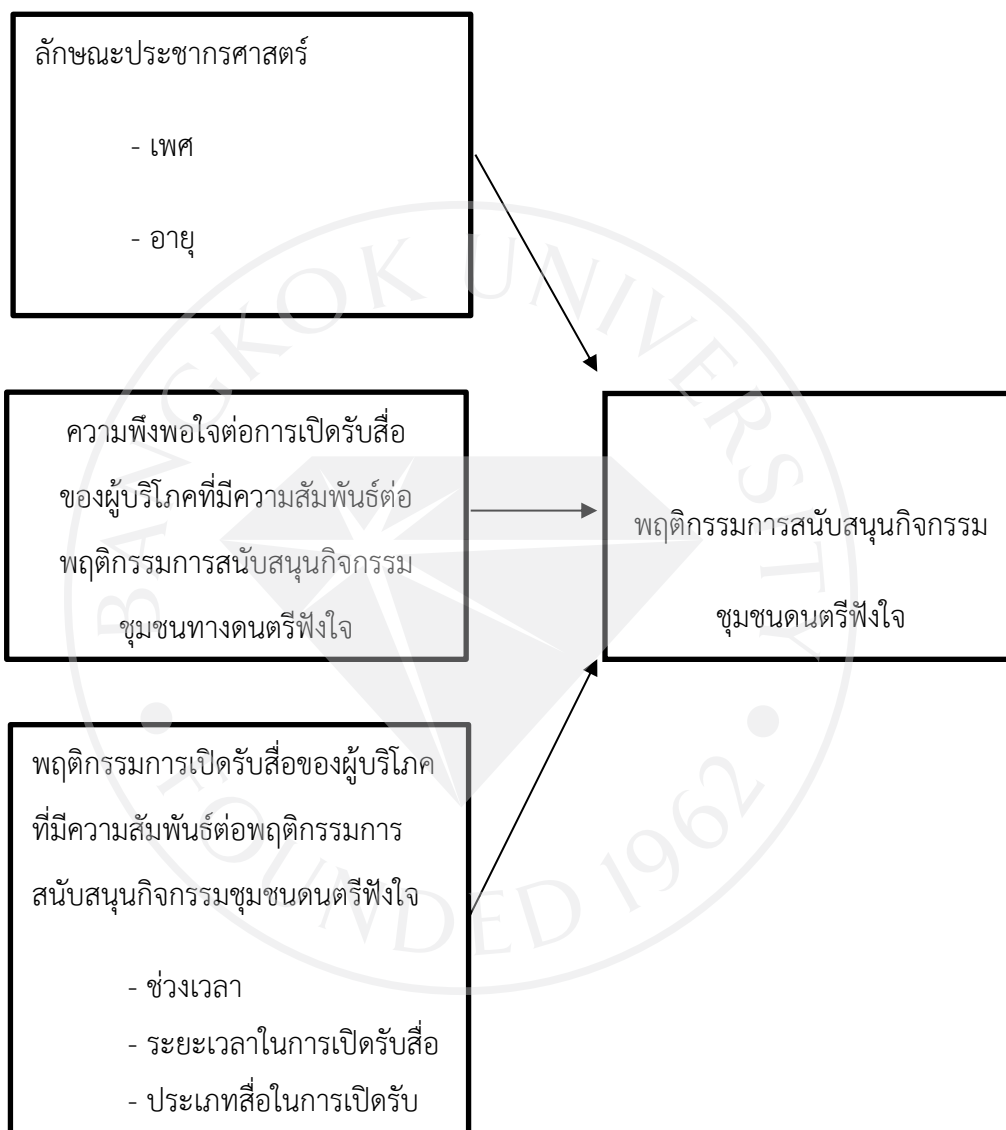 ลักษณะประชากรศาสตร์
- เพศ
- อายุ
ความพึงพอใจต่อการเปิดรับสื่อ
ของผู้บริโภคที่มีความสัมพันธ์ต่อ
พฤติกรรมการสนับสนุนกิจกรรม
ชุมชนทางดนตรีฟังใจ
พฤติกรรมการสนับสนุนกิจกรรม
ชุมชนดนตรีฟังใจ
พฤติกรรมการเปิดรับสื่อของผู้บริโภค
ที่มีความสัมพันธ์ต่อพฤติกรรมการ
สนับสนุนกิจกรรมชุมชนดนตรีฟังใจ
- ช่วงเวลา
- ระยะเวลาในการเปิดรับสื่อ
- ประเภทสื่อในการเปิดรับ
BANGKOK UNIVERSITY
FOUNDED 1962